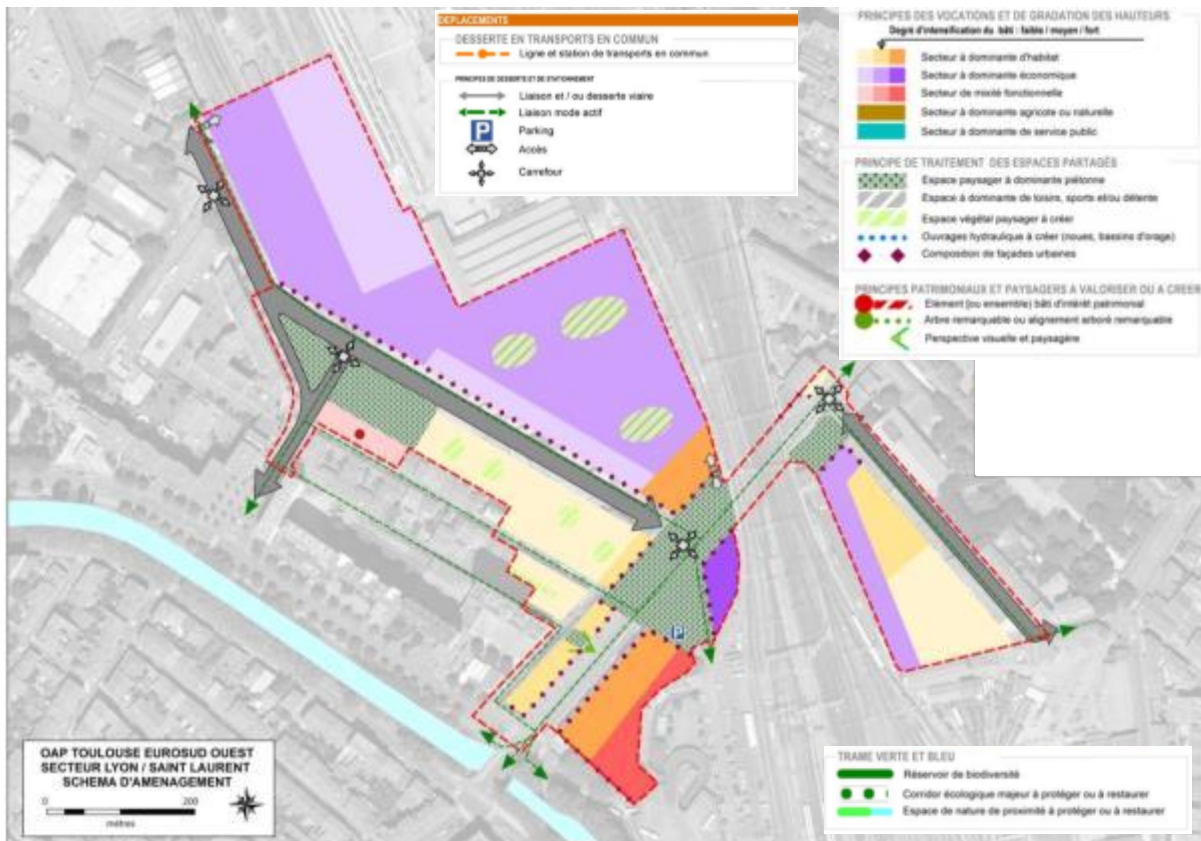 DEPLACEMENTS
DESSERTE EN TRANSPORTS EN COMMUN
Ligne et station de transports en commun
PRINCIPES DE DESSERTE ET DE STATIONNEMENT
Liaison et / ou desserte viaire
Liaison mode actif
P Parking
Accès
Carrefour
PRINCIPES DES VOCATIONS ET DE GRADATION DES HAUTEURS
Degré d'intensification du bâti : faible / moyen / fort
Secteur à dominante d'habitat
Secteur à dominante économique
Secteur de mixité fonctionnelle
Secteur à dominante agricole ou naturelle
Secteur à dominante de service public
PRINCIPE DE TRAITEMENT DES ESPACES PARTAGÉS
Espace paysager à dominante piétonne
Espace à dominante de loisirs, sports et/ou détente
Espace végétal paysager à créer
Ouvrages hydraulique à créer (noues, bassins d'orage)
Composition de façades urbaines
PRINCIPES PATRIMONIAUX ET PAYSAGERS A VALORISER OU A CREER
Elément (ou ensemble) bâti d'intérêt patrimonial
Arbre remarquable ou alignement arboré remarquable
Perspective visuelle et paysagère
P
OAP TOULOUSE EUROSUD OUEST
SECTEUR LYON / SAINT LAURENT
SCHEMA D'AMENAGEMENT
0 200
mètres
TRAME VERTE ET BLEU
Réservoir de biodiversité
Corridor écologique majeur à protéger ou à restaurer
Espace de nature de proximité à protéger ou à restaurer